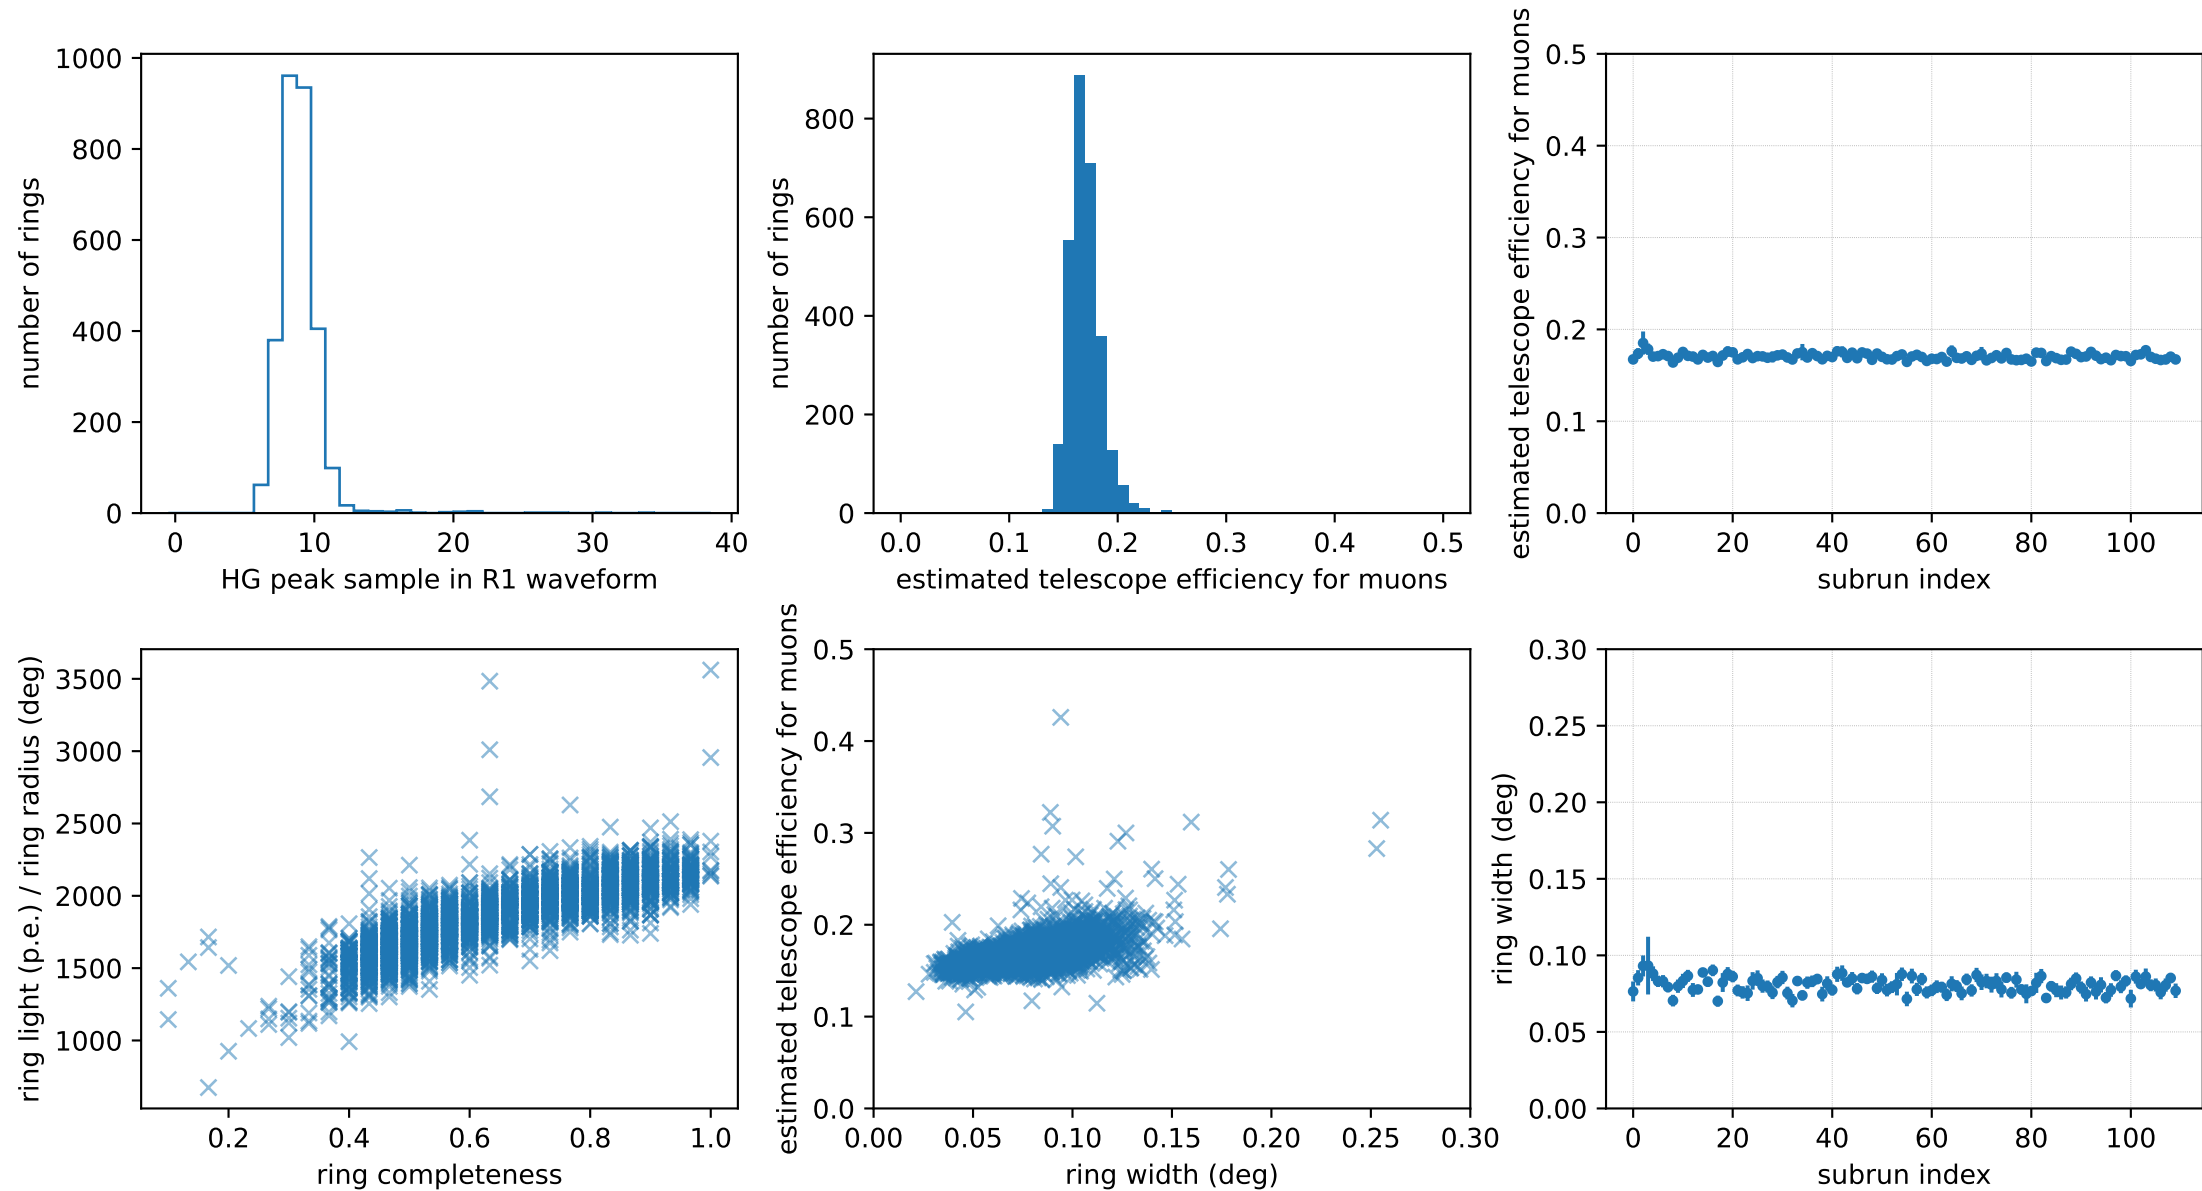 number of rings
1000
800
600
400
200
0
0 10 20 30 40
HG peak sample in R1 waveform
number of rings
800
600
400
200
0
0.0 0.1 0.2 0.3 0.4 0.5
estimated telescope efficiency for muons
estimated telescope efficiency for muons
0.5
0.4
0.3
0.2
0.1
0.0
0 20 40 60 80 100
subrun index
ring light (p.e.) / ring radius (deg)
3500
3000
2500
2000
1500
1000
0.2 0.4 0.6 0.8 1.0
ring completeness
estimated telescope efficiency for muons
0.5
0.4
0.3
0.2
0.1
0.0
0.00 0.05 0.10 0.15 0.20 0.25 0.30
ring width (deg)
ring width (deg)
0.30
0.25
0.20
0.15
0.10
0.05
0.00
0 20 40 60 80 100
subrun index